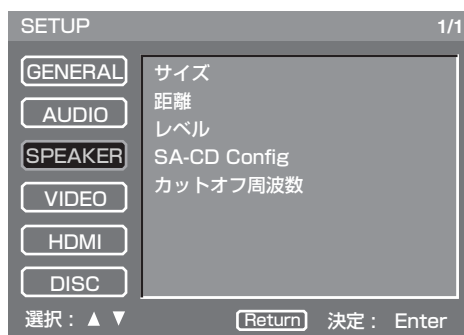 SETUP 1/1
GENERAL
AUDIO
SPEAKER
VIDEO
HDMI
DISC
サイズ
距離
レベル
SA-CD Config
カットオフ周波数
選択：▲ ▼ Return 決定： Enter